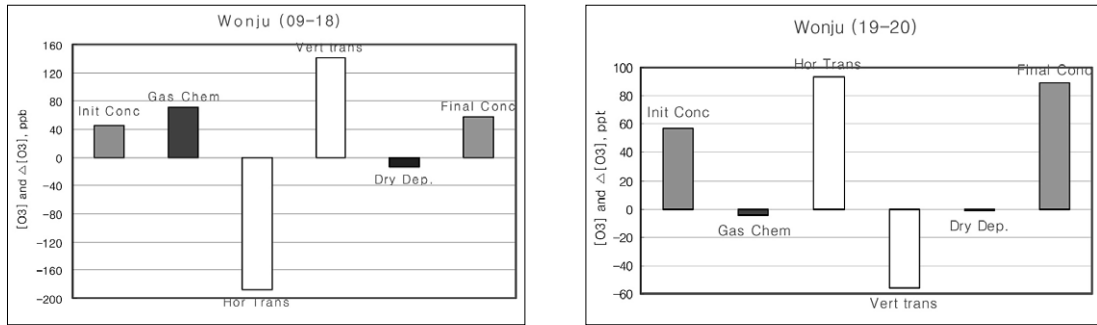 Wonju (09-18)
[O3] and △[O3], ppb
160
120
80
40
0
-40
-80
-120
-160
-200
Init Conc
Gas Chem
Hor Trans
Vert trans
Dry Dep.
Final Conc
Wonju (19-20)
[O3] and △[O3], ppt
100
80
60
40
20
0
-20
-40
-60
Init Conc
Gas Chem
Hor Trans
Vert trans
Dry Dep.
Final Conc